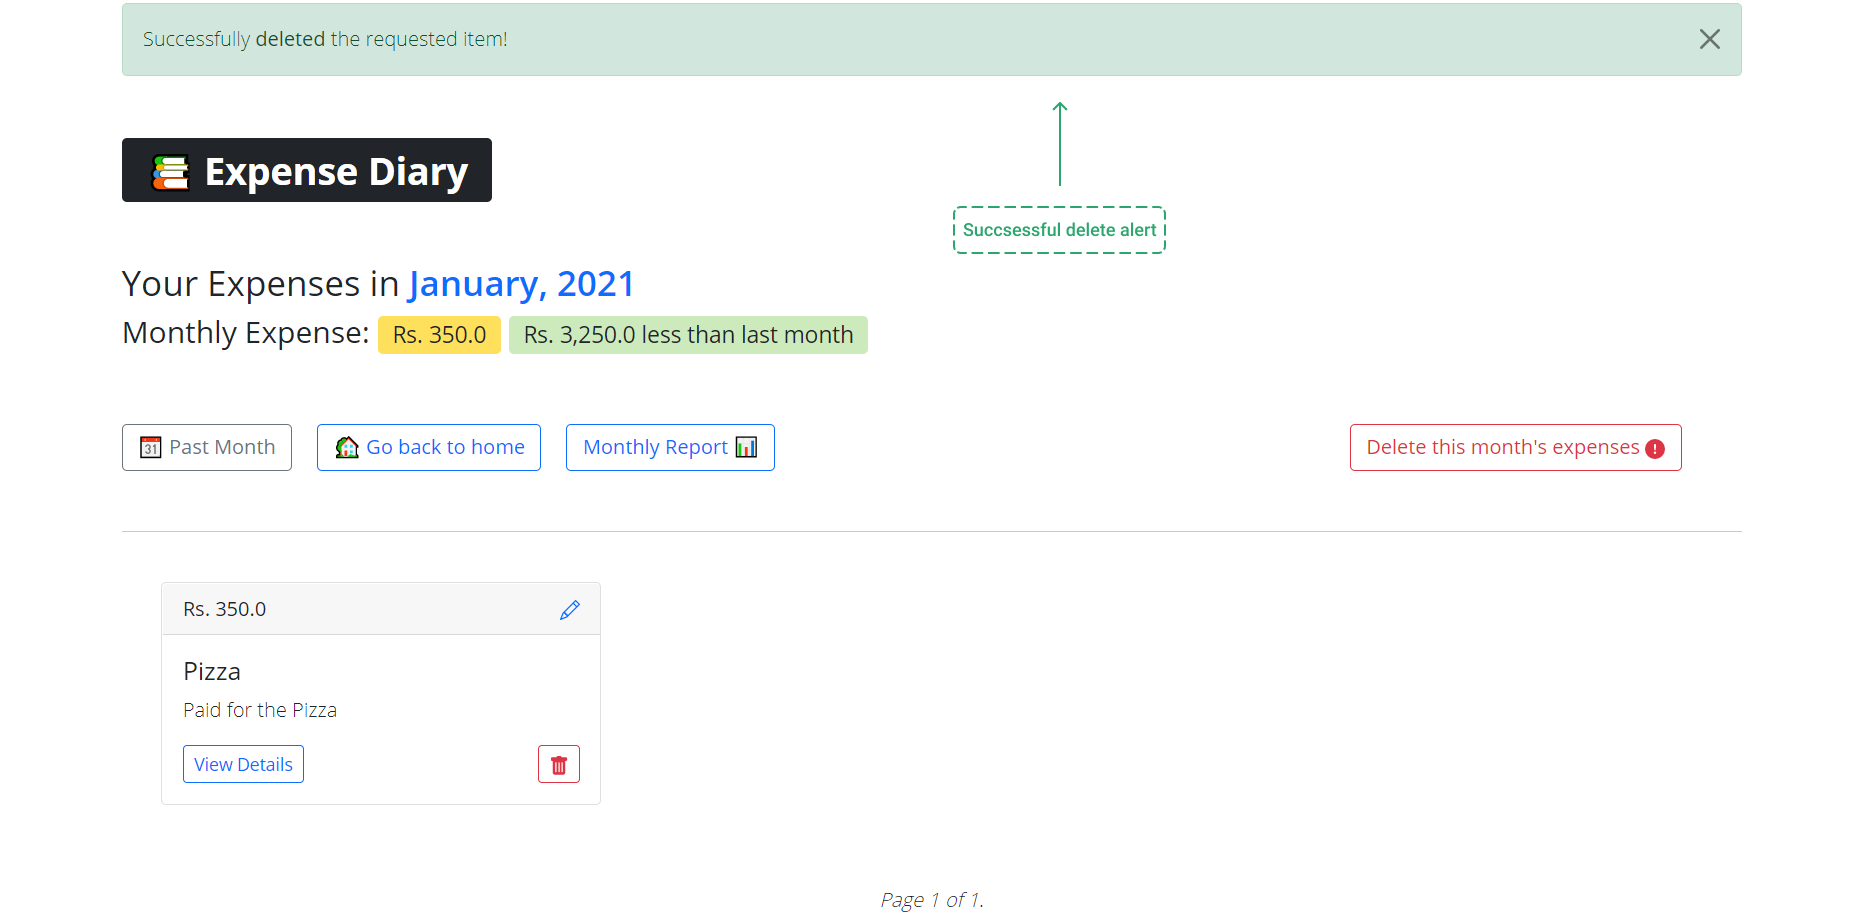 Successfully deleted the requested item!
Expense Diary
Succsessful delete alert
Your Expenses in January, 2021
Monthly Expense: Rs. 350.0 Rs. 3,250.0 less than last month
31 Past Month Go back to home Monthly Report Delete this month's expenses
Rs. 350.0
Pizza
Paid for the Pizza
View Details
Page 1 of 1.